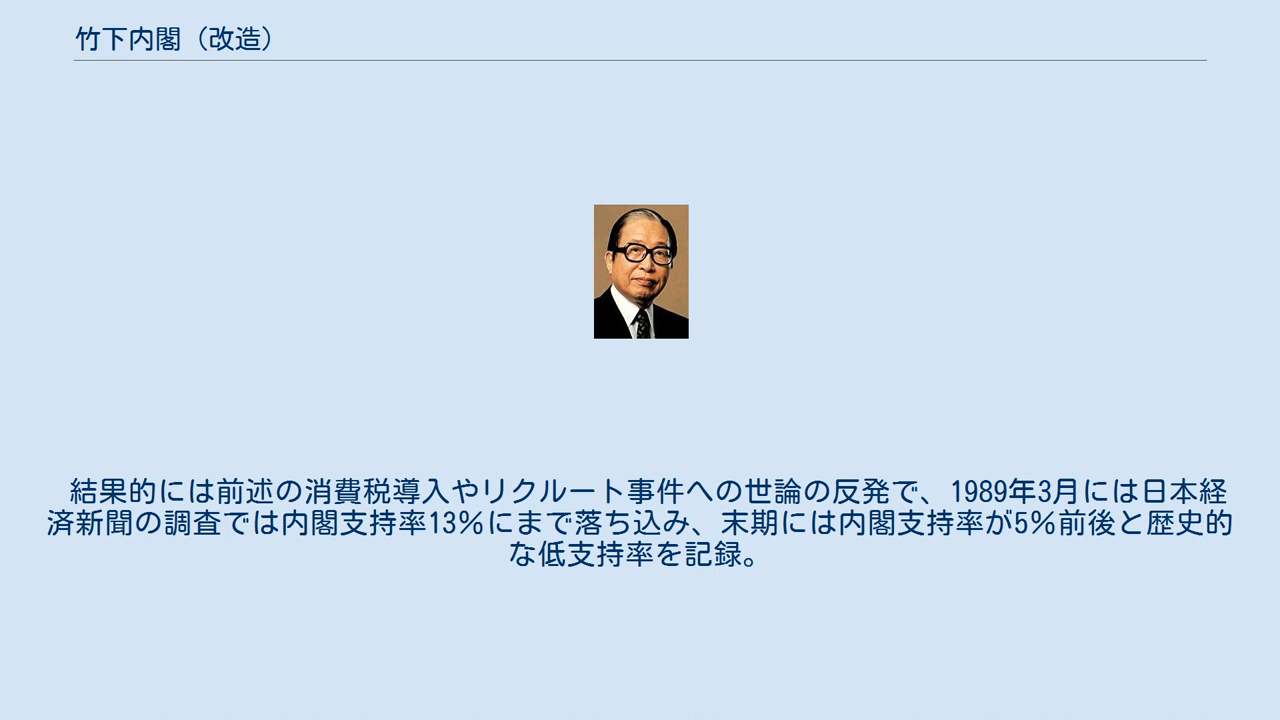 竹下内閣（改造）
結果的には前述の消費税導入やリクルート事件への世論の反発で、1989年3月には日本経
済新聞の調査では内閣支持率13%にまで落ち込み、末期には内閣支持率が5%前後と歴史的
な低支持率を記録。